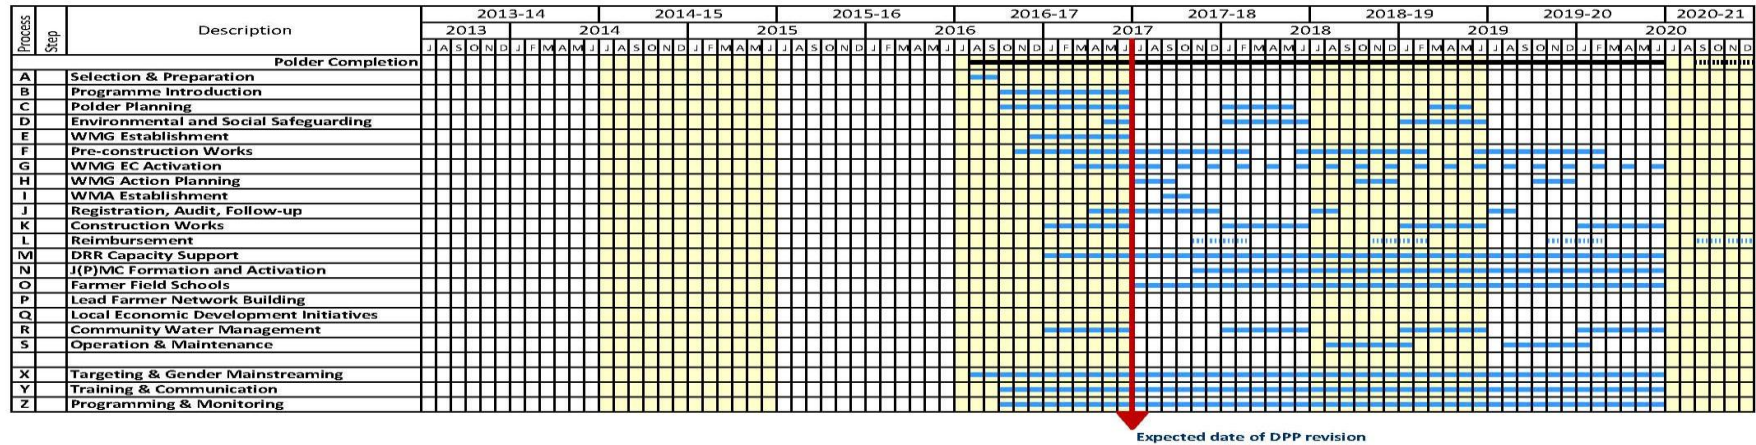 Process Step Description 2013-14 2014-15 2015-16 2016-17 2017-18 2018-19 2019-20 2020-21
2013 2014 2015 2016 2017 2018 2019 2020
J A S O N D J F M A M J J A S O N D J F M A M J J A S O N D J F M A M J J A S O N D J F M A M J J A S O N D J F M A M J J A S O N D J F M A M J J A S O N D J F M A M J J A S O N D
Polder Completion
A Selection & Preparation
B Programme Introduction
C Polder Planning
D Environmental and Social Safeguarding
E WMG Establishment
F Pre-construction Works
G WMG EC Activation
H WMG Action Planning
I WMA Establishment
J Registration, Audit, Follow-up
K Construction Works
L Reimbursement
M DRR Capacity Support
N J(P)MC Formation and Activation
O Farmer Field Schools
P Lead Farmer Network Building
Q Local Economic Development Initiatives
R Community Water Management
S Operation & Maintenance
X Targeting & Gender Mainstreaming
Y Training & Communication
Z Programming & Monitoring
Expected date of DPP revision